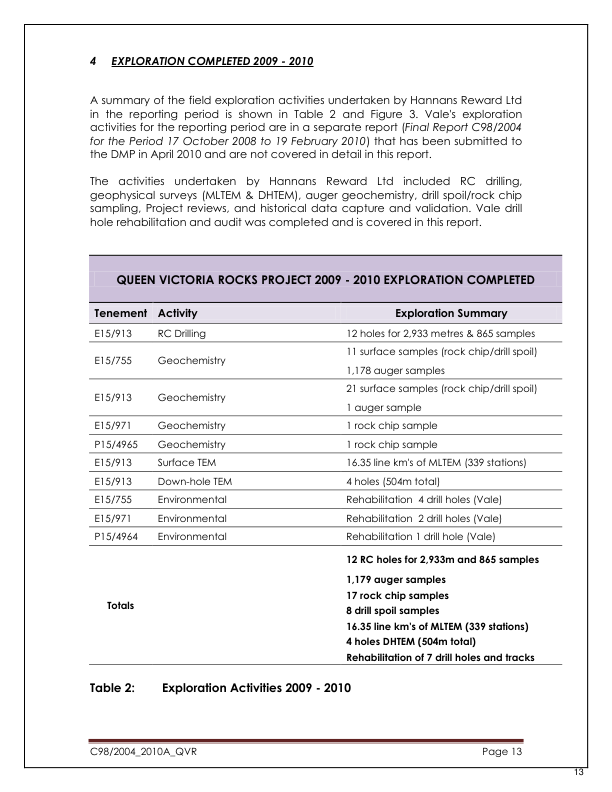 4 EXPLORATION COMPLETED 2009 - 2010
A summary of the field exploration activities undertaken by Hannans Reward Ltd
in the reporting period is shown in Table 2 and Figure 3. Vale's exploration
activities for the reporting period are in a separate report (Final Report C98/2004
for the Period 17 October 2008 to 19 February 2010) that has been submitted to
the DMP in April 2010 and are not covered in detail in this report.
The activities undertaken by Hannans Reward Ltd included RC drilling,
geophysical surveys (MLTEM & DHTEM), auger geochemistry, drill spoil/rock chip
sampling, Project reviews, and historical data capture and validation. Vale drill
hole rehabilitation and audit was completed and is covered in this report.
QUEEN VICTORIA ROCKS PROJECT 2009 - 2010 EXPLORATION COMPLETED
Tenement Activity Exploration Summary
E15/913 RC Drilling 12 holes for 2,933 metres & 865 samples
E15/755 Geochemistry 11 surface samples (rock chip/drill spoil)
1,178 auger samples
E15/913 Geochemistry 21 surface samples (rock chip/drill spoil)
1 auger sample
E15/971 Geochemistry 1 rock chip sample
P15/4965 Geochemistry 1 rock chip sample
E15/913 Surface TEM 16.35 line km's of MLTEM (339 stations)
E15/913 Down-hole TEM 4 holes (504m total)
E15/755 Environmental Rehabilitation 4 drill holes (Vale)
E15/971 Environmental Rehabilitation 2 drill holes (Vale)
P15/4964 Environmental Rehabilitation 1 drill hole (Vale)
Totals 12 RC holes for 2,933m and 865 samples
1,179 auger samples
17 rock chip samples
8 drill spoil samples
16.35 line km's of MLTEM (339 stations)
4 holes DHTEM (504m total)
Rehabilitation of 7 drill holes and tracks
Table 2: Exploration Activities 2009 - 2010
C98/2004_2010A_QVR Page 13
13